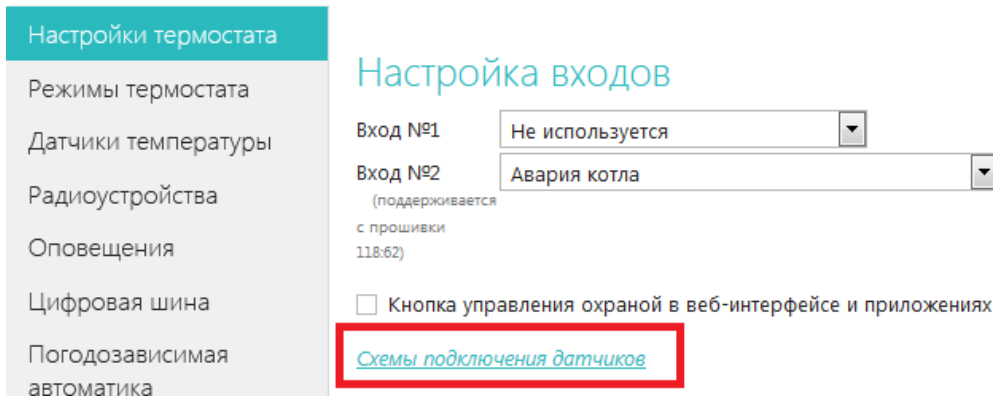 Настройки термостата
Режимы термостата
Датчики температуры
Радиоустройства
Оповещения
Цифровая шина
Погодозависимая
автоматика
Настройка входов
Вход №1 Не используется
Вход №2 Авария котла
(поддерживается
с прошивки
118:62)
Кнопка управления охраной в веб-интерфейсе и приложениях
Схемы подключения датчиков